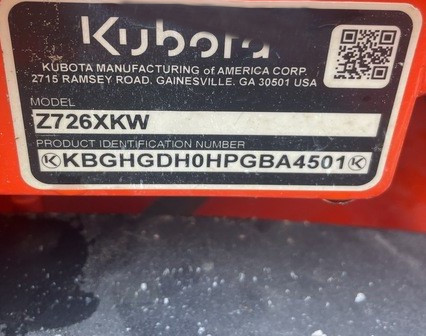 Kubota
KUBOTA MANUFACTURING of AMERICA CORP.
2715 RAMSEY ROAD. GAINESVILLE. GA 30501 USA
MODEL
Z726XKW
PRODUCT IDENTIFICATION NUMBER
KBGHGDH0HPGBA4501